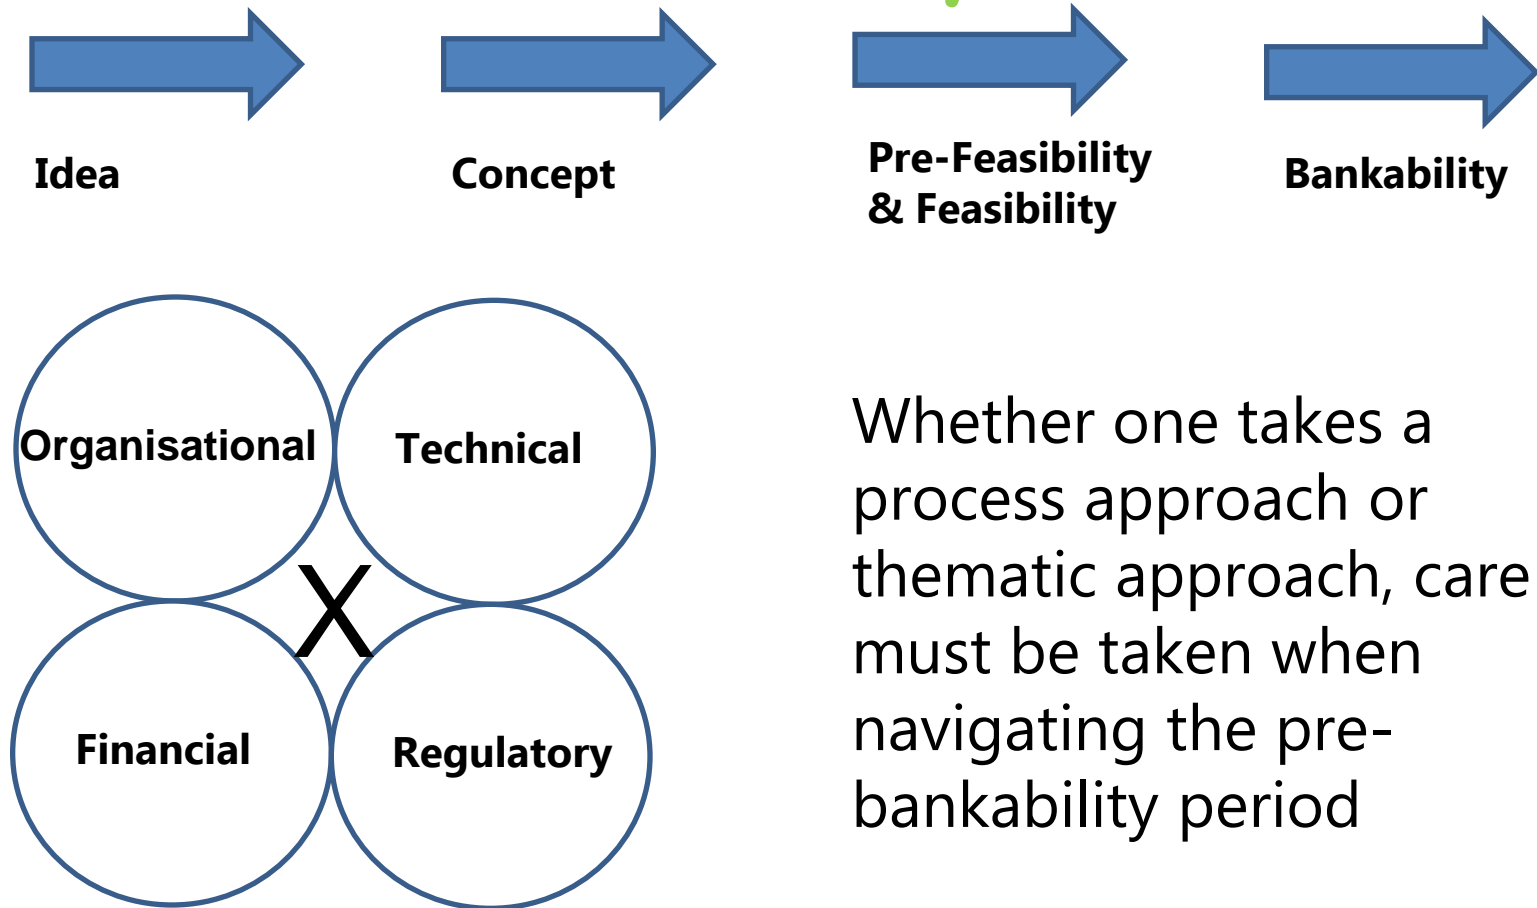 Idea
Concept
Pre-Feasibility
& Feasibility
Bankability
Organisational
Technical
X
Financial
Regulatory
Whether one takes a
process approach or
thematic approach, care
must be taken when
navigating the pre-
bankability period